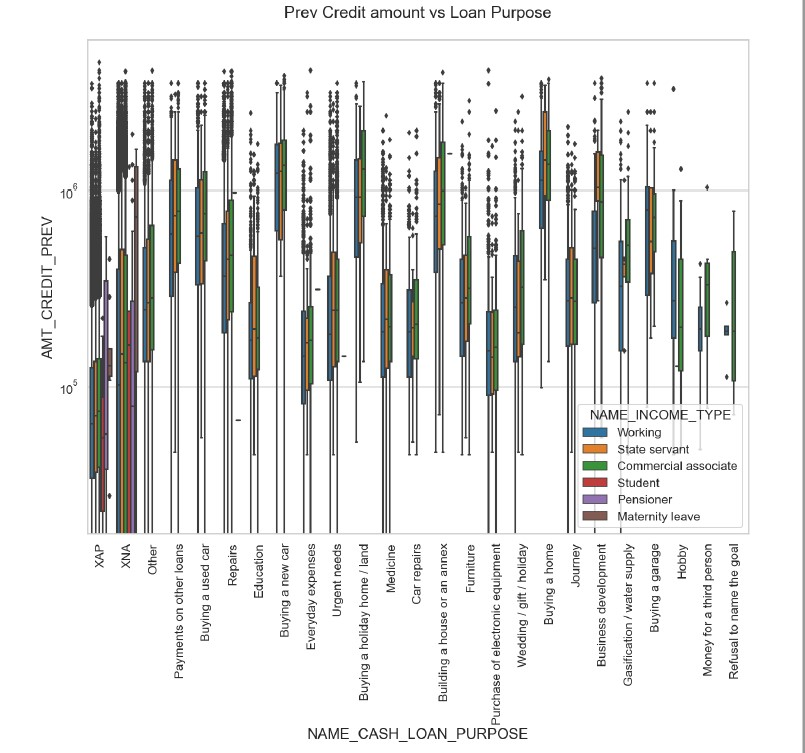 Prev Credit amount vs Loan Purpose
AMT_CREDIT_PREV
10⁶
10⁵
NAME_INCOME_TYPE
Working
State servant
Commercial associate
Student
Pensioner
Maternity leave
XAP
XNA
Other
Payments on other loans
Buying a used car
Repairs
Education
Buying a new car
Everyday expenses
Urgent needs
Buying a holiday home / land
Medicine
Car repairs
Building a house or an annex
Furniture
Purchase of electronic equipment
Wedding / gift / holiday
Buying a home
Journey
Business development
Gasification / water supply
Buying a garage
Hobby
Money for a third person
Refusal to name the goal
NAME_CASH_LOAN_PURPOSE